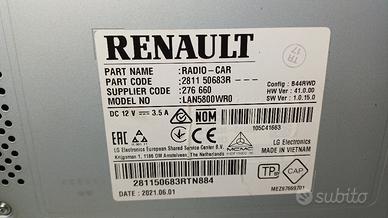 RENAULT
PART NAME : RADIO-CAR
PART CODE : 2811 50683R
SUPPLIER CODE : 276 660
MODEL NO : LAN5800WR0
Config : B44RWD
HW Ver : 41.0.00
SW Ver : 1.0.15.0
DC 12 V 3.5 A
NOM
105C41663
LG Electronics European Shared Service Center B.V.
Krijgsman 1, 1186 DM Amstelveen, The Netherlands
LG Electronics
MADE IN VIETNAM
281150683RTN884
DATE : 2021.06.01
TP
CAP
MEZ67669701
subito